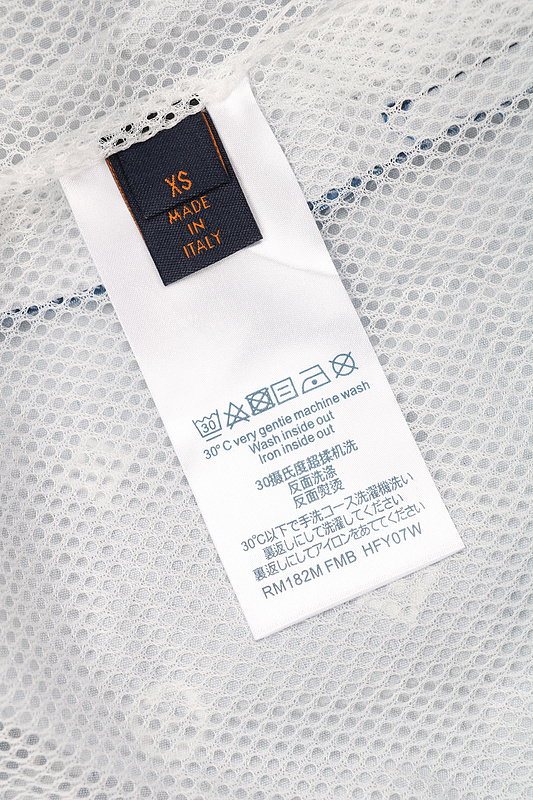 XS
MADE
IN
ITALY
30
30°C very gentie machine wash
Wash inside out
Iron inside out
30摄氏度超揉机洗
反面洗涤
反面熨烫
30°C以下で手洗コース洗濯機洗い
裏返しにして洗濯してください
裏返しにしてアイロンをあててください
RM182M FMB HFY07W